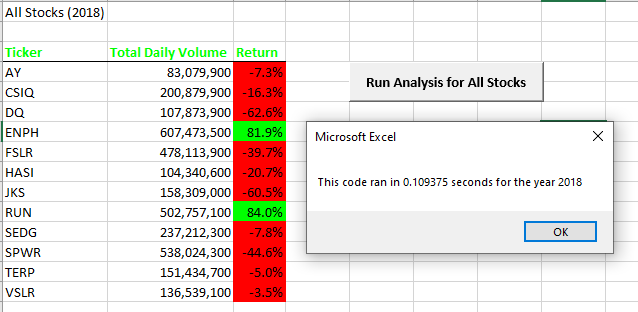 All Stocks (2018)
Ticker Total Daily Volume Return
AY 83,079,900 -7.3%
CSIQ 200,879,900 -16.3%
DQ 107,873,900 -62.6%
ENPH 607,473,500 81.9%
FSLR 478,113,900 -39.7%
HASI 104,340,600 -20.7%
JKS 158,309,000 -60.5%
RUN 502,757,100 84.0%
SEDG 237,212,300 -7.8%
SPWR 538,024,300 -44.6%
TERP 151,434,700 -5.0%
VSLR 136,539,100 -3.5%
Run Analysis for All Stocks
Microsoft Excel
This code ran in 0.109375 seconds for the year 2018
OK